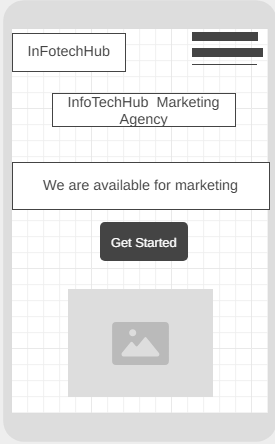 InFotechHub
InfoTechHub Marketing
Agency
We are available for marketing
Get Started